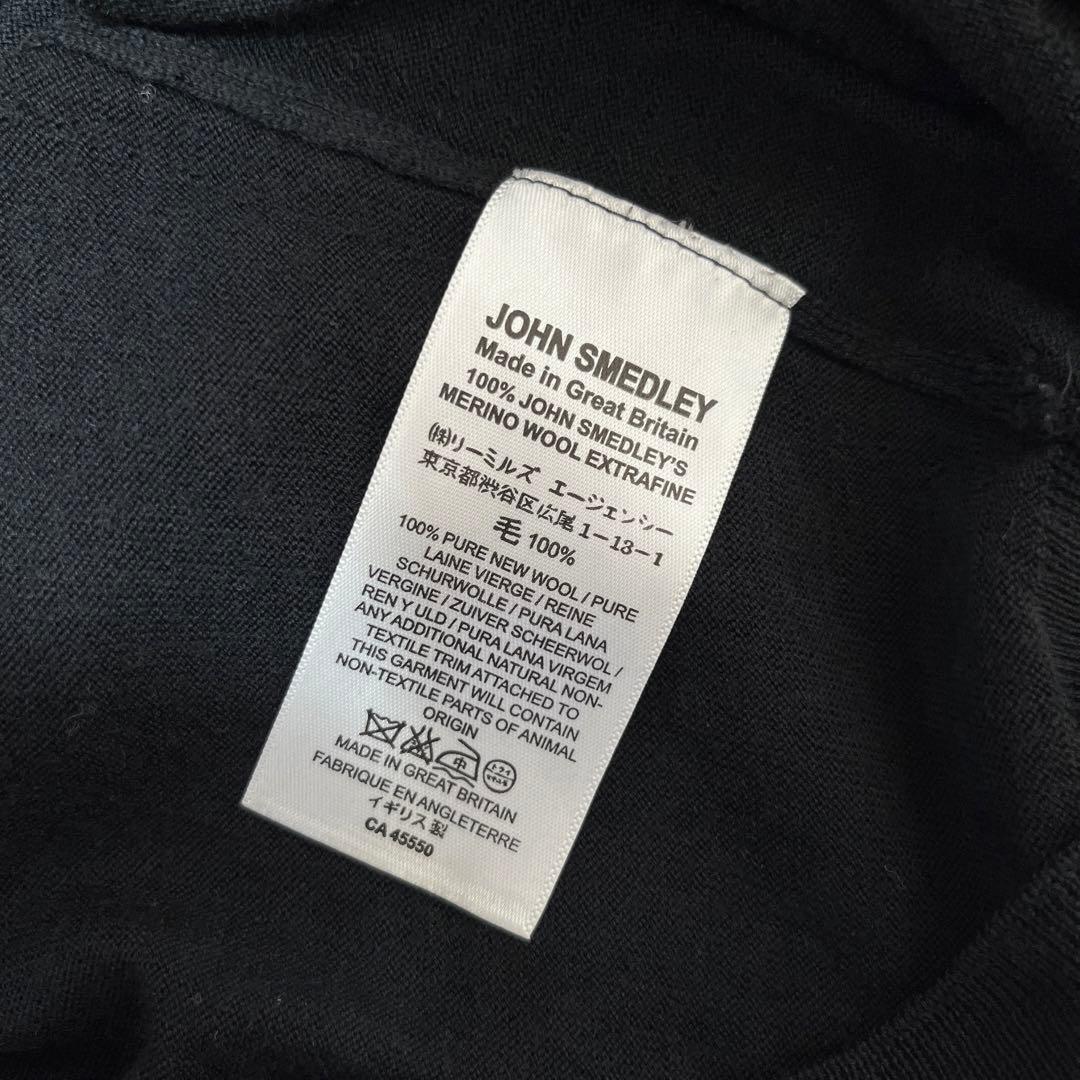 JOHN SMEDLEY
Made in Great Britain
100% JOHN SMEDLEY'S
MERINO WOOL EXTRAFINE
㈱リーミルズ エージェンシー
東京都渋谷区広尾1-13-1
毛 100%
100% PURE NEW WOOL / PURE
LAINE VIERGE / REINE
SCHURWOLLE / PURA LANA
VERGINE / ZUIVER SCHEERWOL /
REN Y ULD / PURA LANA VIRGEM
ANY ADDITIONAL NATURAL NON-
TEXTILE TRIM ATTACHED TO
THIS GARMENT WILL CONTAIN
NON-TEXTILE PARTS OF ANIMAL
ORIGIN
中 ドライ
MADE IN GREAT BRITAIN
FABRIQUE EN ANGLETERRE
イギリス製
CA 45550